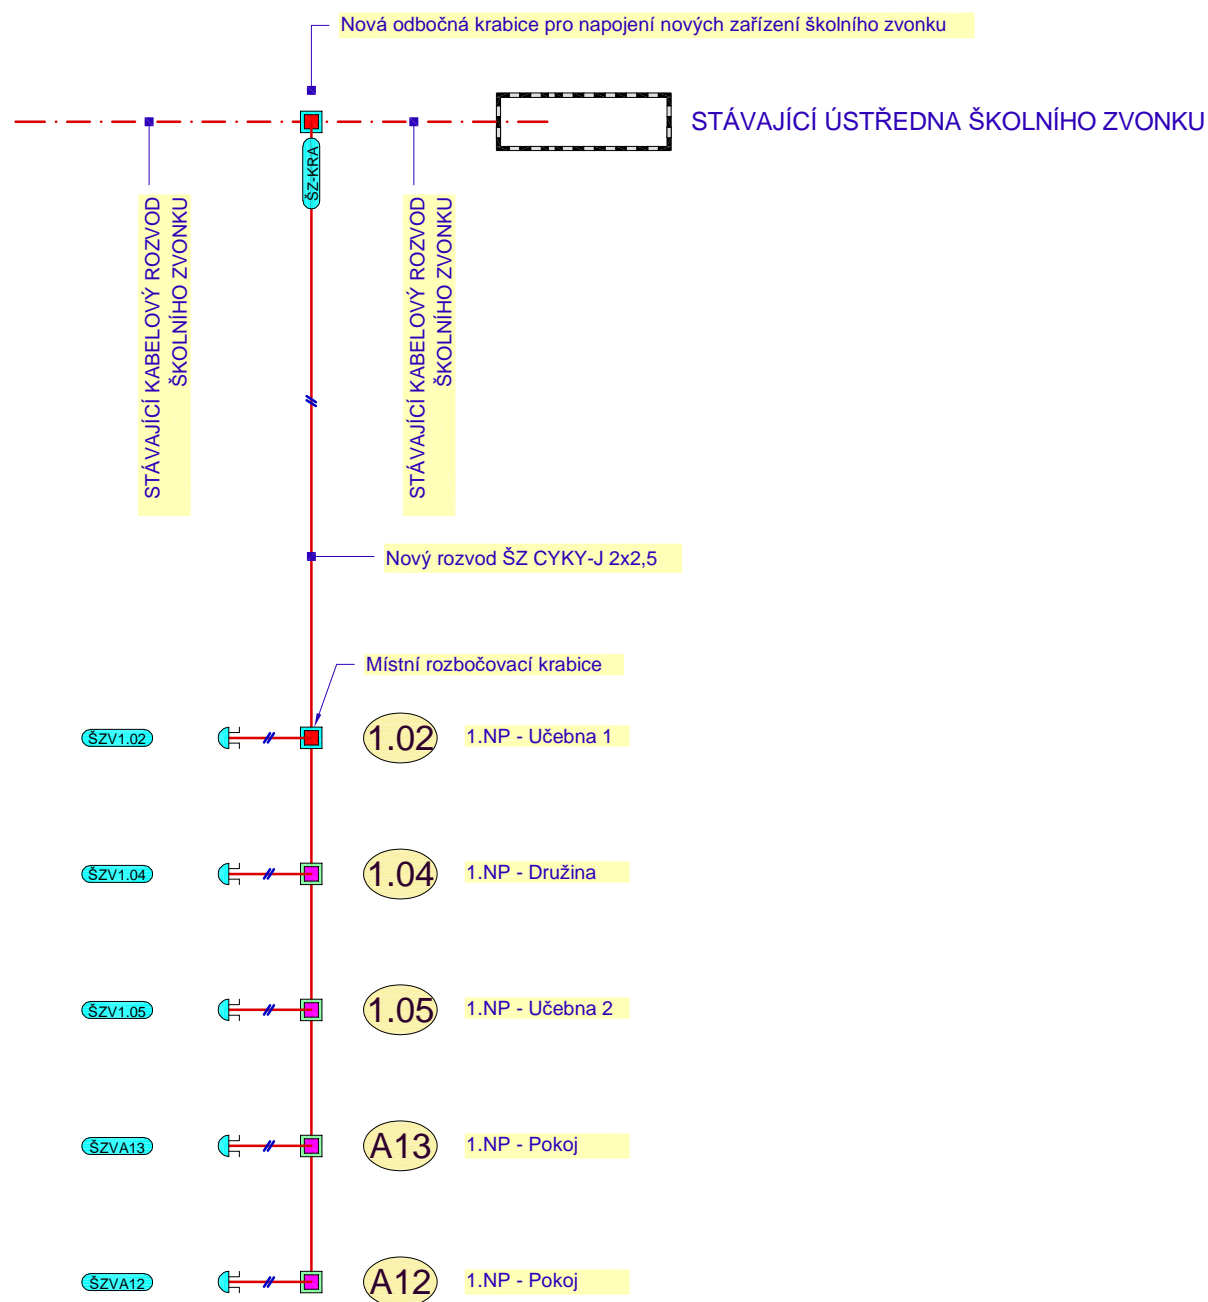 Nová odbočná krabice pro napojení nových zařízení školního zvonku
STÁVAJÍCÍ ÚSTŘEDNA ŠKOLNÍHO ZVONKU
ŠZ-KRA
STÁVAJÍCÍ KABELOVÝ ROZVOD
ŠKOLNÍHO ZVONKU
STÁVAJÍCÍ KABELOVÝ ROZVOD
ŠKOLNÍHO ZVONKU
Nový rozvod ŠZ CYKY-J 2x2,5
Místní rozbočovací krabice
ŠZV1.02 1.02 1.NP - Učebna 1
ŠZV1.04 1.04 1.NP - Družina
ŠZV1.05 1.05 1.NP - Učebna 2
ŠZVA13 A13 1.NP - Pokoj
ŠZVA12 A12 1.NP - Pokoj